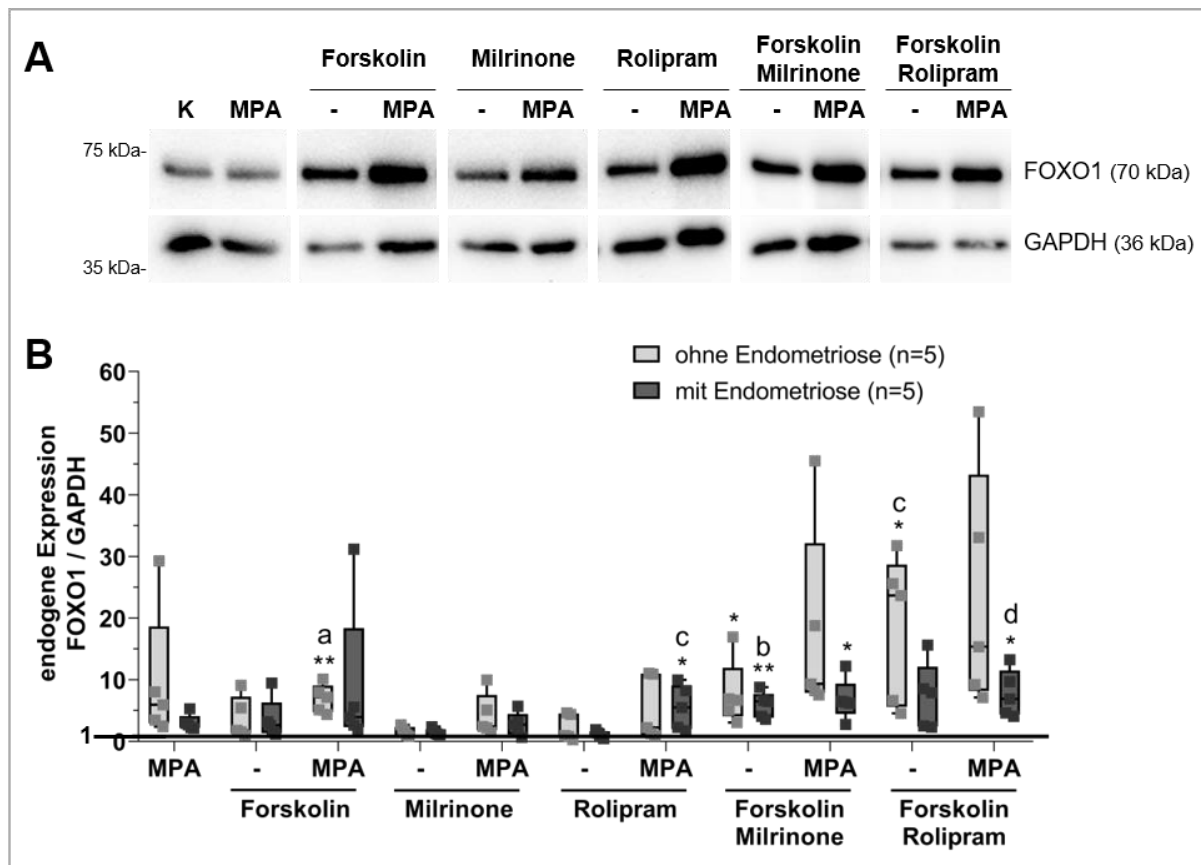 A
Forskolin Milrinone Rolipram Forskolin Milrinone Forskolin Rolipram
K MPA - MPA - MPA - MPA - MPA - MPA
75 kDa-
FOXO1 (70 kDa)
GAPDH (36 kDa)
35 kDa-
B
ohne Endometriose (n=5)
mit Endometriose (n=5)
endogene Expression
FOXO1 / GAPDH
60
50
40
30
20
10
1
0
a
**
c
*
*
b
**
*
c
*
d
*
MPA - MPA - MPA - MPA - MPA - MPA
Forskolin Milrinone Rolipram Forskolin Milrinone Forskolin Rolipram